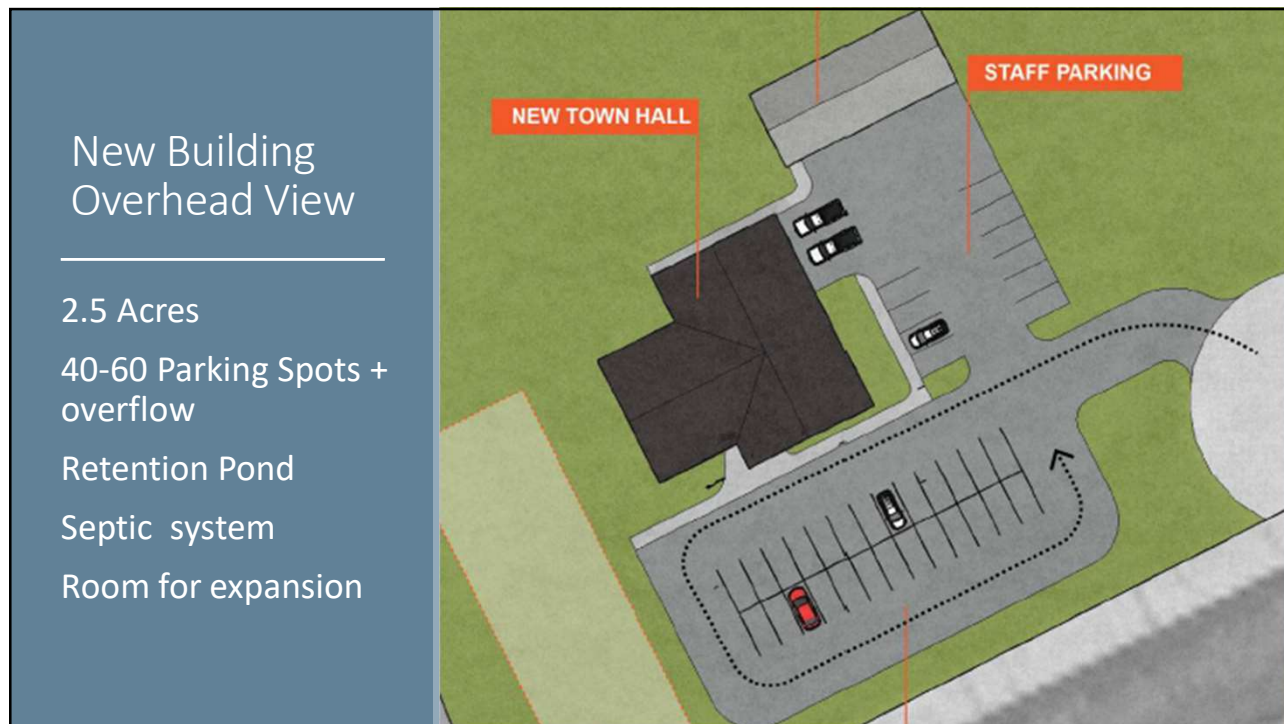 New Building
Overhead View
2.5 Acres
40-60 Parking Spots +
overflow
Retention Pond
Septic  system
Room for expansion
NEW TOWN HALL
STAFF PARKING